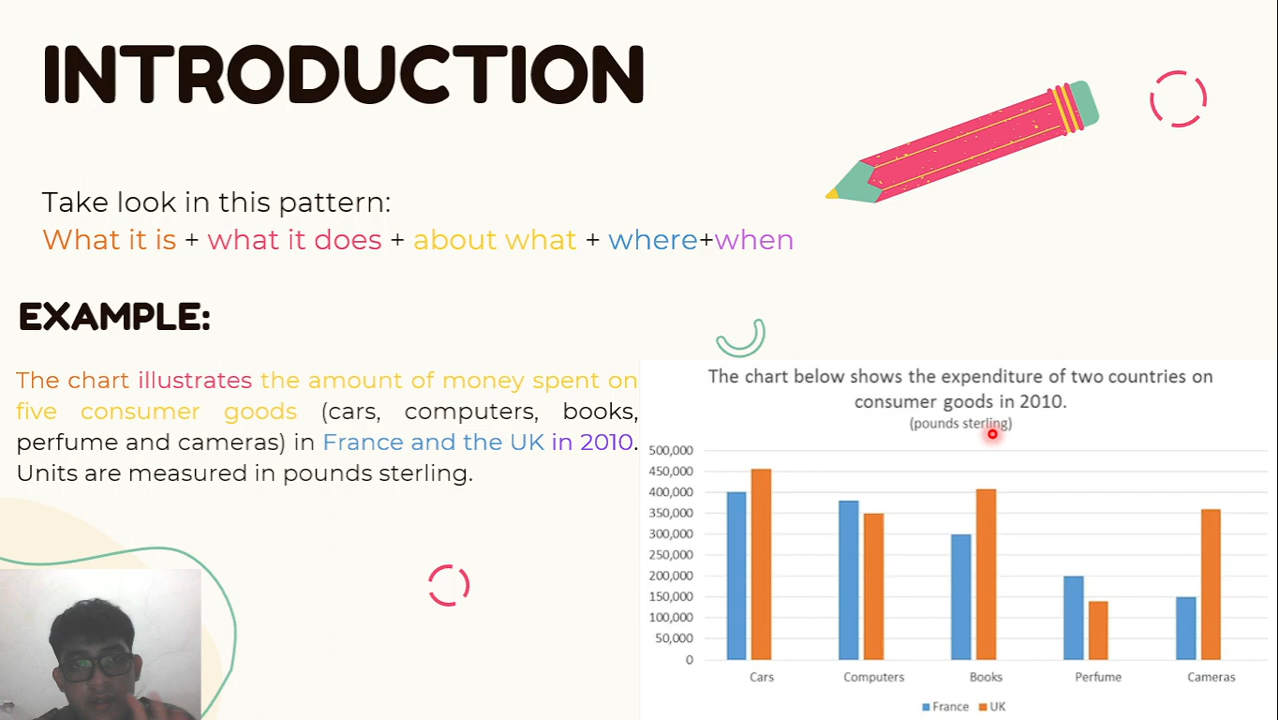 INTRODUCTION
Take look in this pattern:
What it is + what it does + about what + where+when
EXAMPLE:
The chart illustrates the amount of money spent on
five consumer goods (cars, computers, books,
perfume and cameras) in France and the UK in 2010.
Units are measured in pounds sterling.
The chart below shows the expenditure of two countries on
consumer goods in 2010.
(pounds sterling)
500,000
450,000
400,000
350,000
300,000
250,000
200,000
150,000
100,000
50,000
0
Cars Computers Books Perfume Cameras
France UK